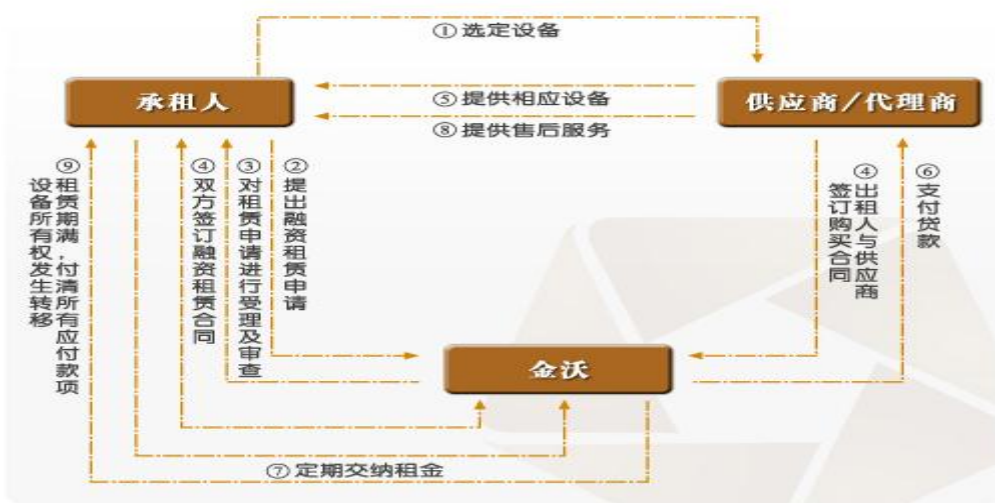 ①选定设备
承租人
⑤提供相应设备
供应商/代理商
⑧提供售后服务
⑨租赁期满，付清所有应付款项
设备所有权，发生转移
④双方签订融资租赁合同
③对租赁申请进行受理及审查
②提出融资租赁申请
④出租人与供应商
签订购买合同
⑥支付贷款
金沃
⑦定期交纳租金